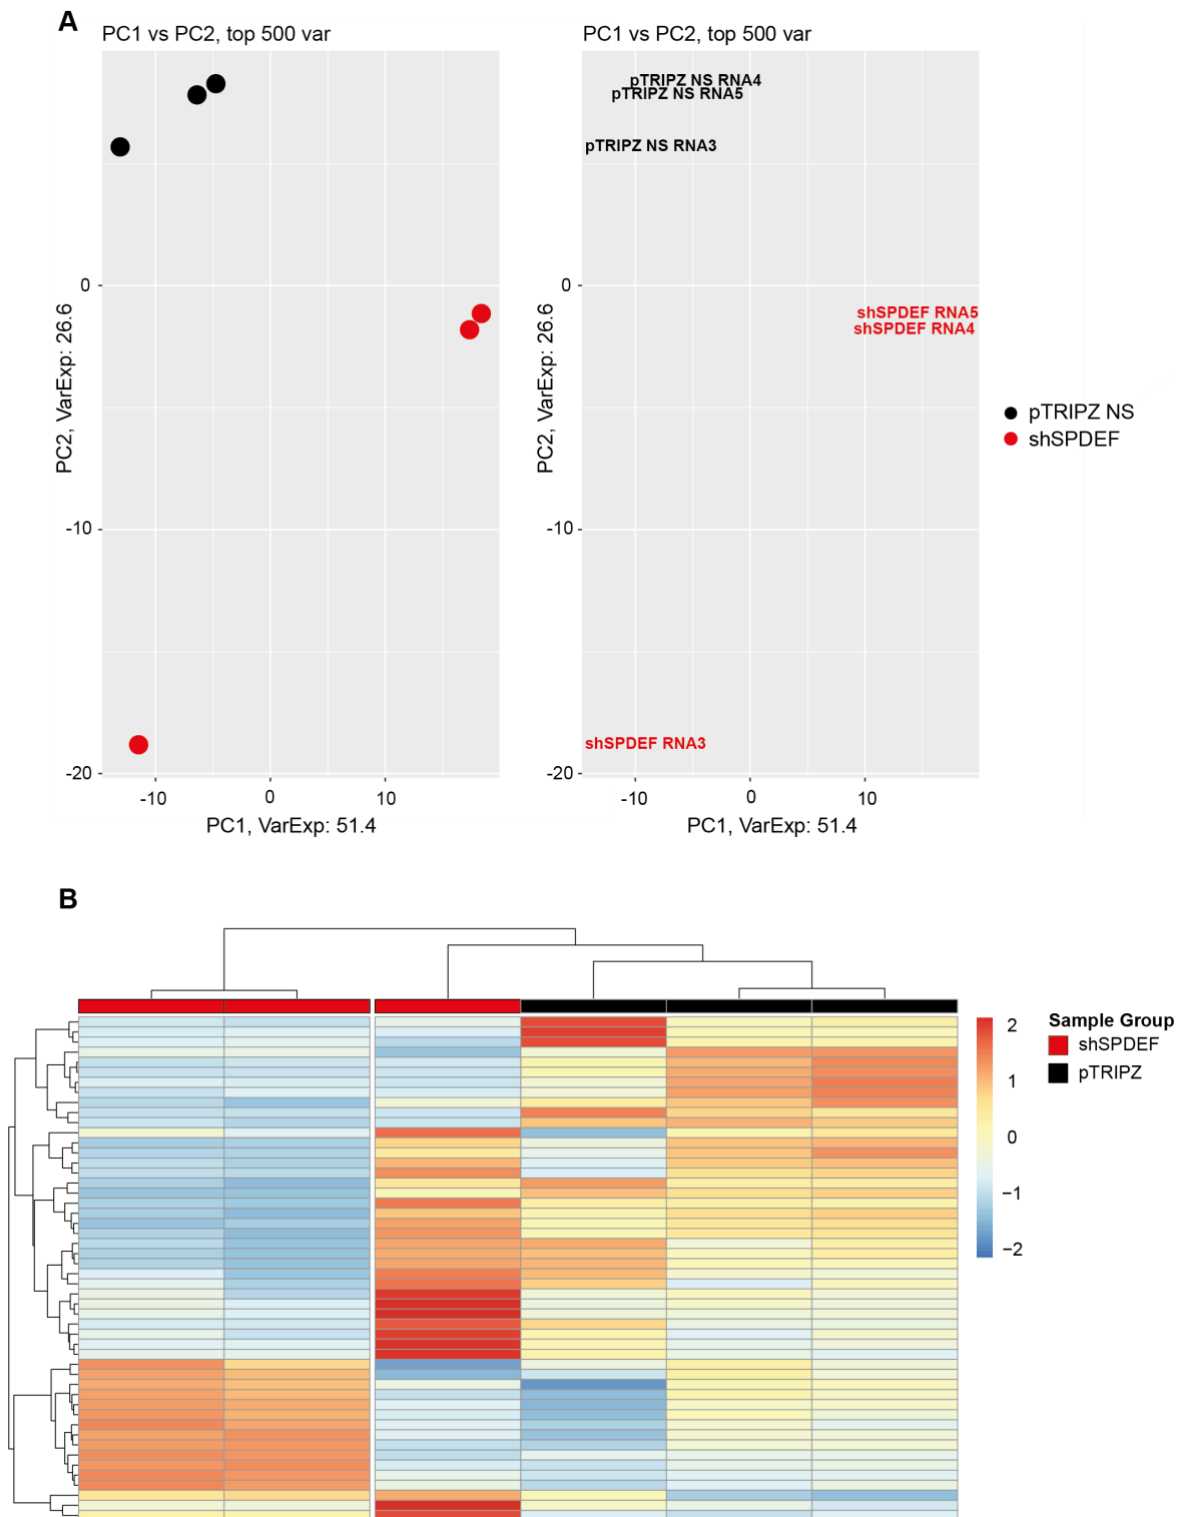 A
PC1 vs PC2, top 500 var
PC1 vs PC2, top 500 var
0
-10
-20
PC2, VarExp: 26.6
-10
0
10
PC1, VarExp: 51.4
pTRIPZ NS RNA4
pTRIPZ NS RNA5
pTRIPZ NS RNA3
shSPDEF RNA5
shSPDEF RNA4
shSPDEF RNA3
0
-10
-20
PC2, VarExp: 26.6
-10
0
10
PC1, VarExp: 51.4
pTRIPZ NS
shSPDEF
B
2
1
0
−1
−2
Sample Group
shSPDEF
pTRIPZ